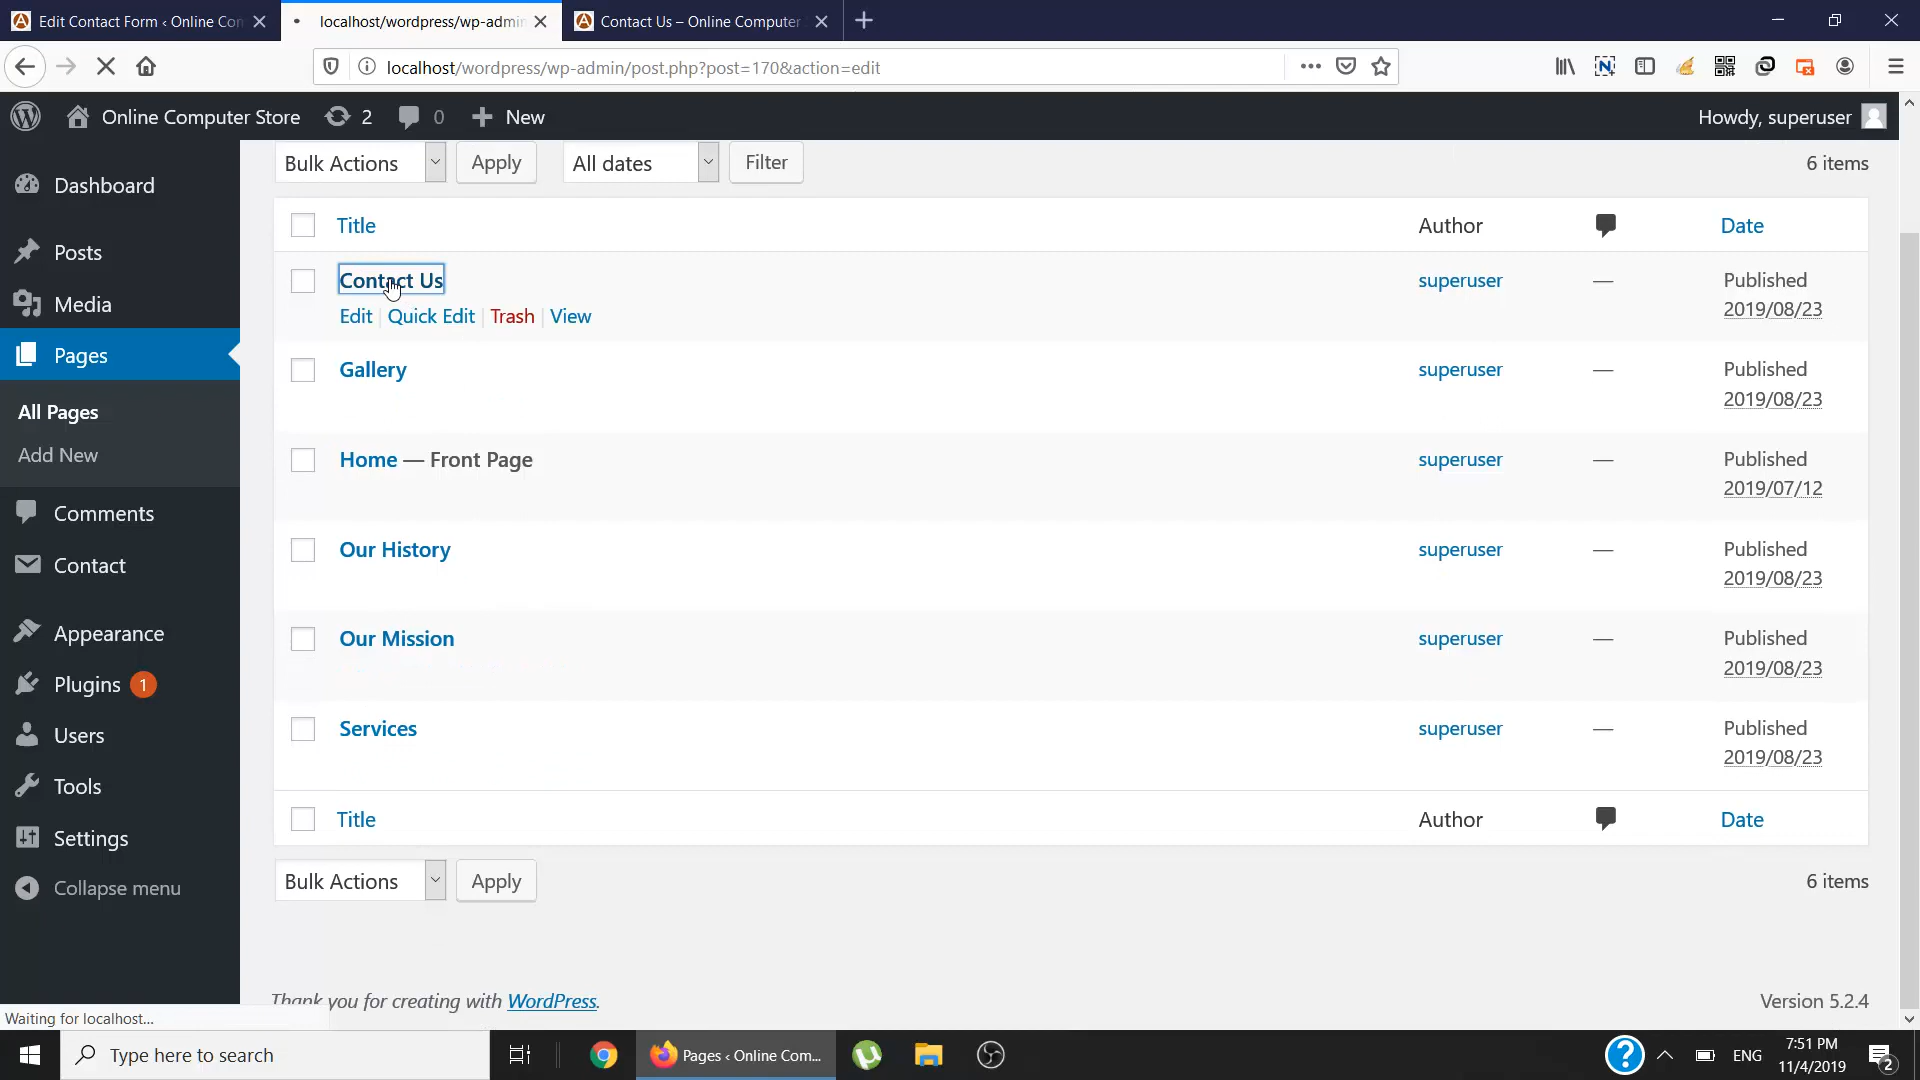 Edit Contact Form ‹ Online Con
localhost/wordpress/wp-admin
Contact Us – Online Computer
localhost/wordpress/wp-admin/post.php?post=170&action=edit
Online Computer Store
2
0
New
Howdy, superuser
Dashboard
Posts
Media
Pages
All Pages
Add New
Comments
Contact
Appearance
Plugins 1
Users
Tools
Settings
Collapse menu
Bulk Actions
Apply
All dates
Filter
6 items
Title
Author
Date
Contact Us
superuser
—
Published
2019/08/23
Edit | Quick Edit | Trash | View
Gallery
superuser
—
Published
2019/08/23
Home — Front Page
superuser
—
Published
2019/07/12
Our History
superuser
—
Published
2019/08/23
Our Mission
superuser
—
Published
2019/08/23
Services
superuser
—
Published
2019/08/23
Title
Author
Date
Bulk Actions
Apply
6 items
Thank you for creating with WordPress.
Version 5.2.4
Waiting for localhost...
Type here to search
Pages ‹ Online Com...
ENG
7:51 PM
11/4/2019
2